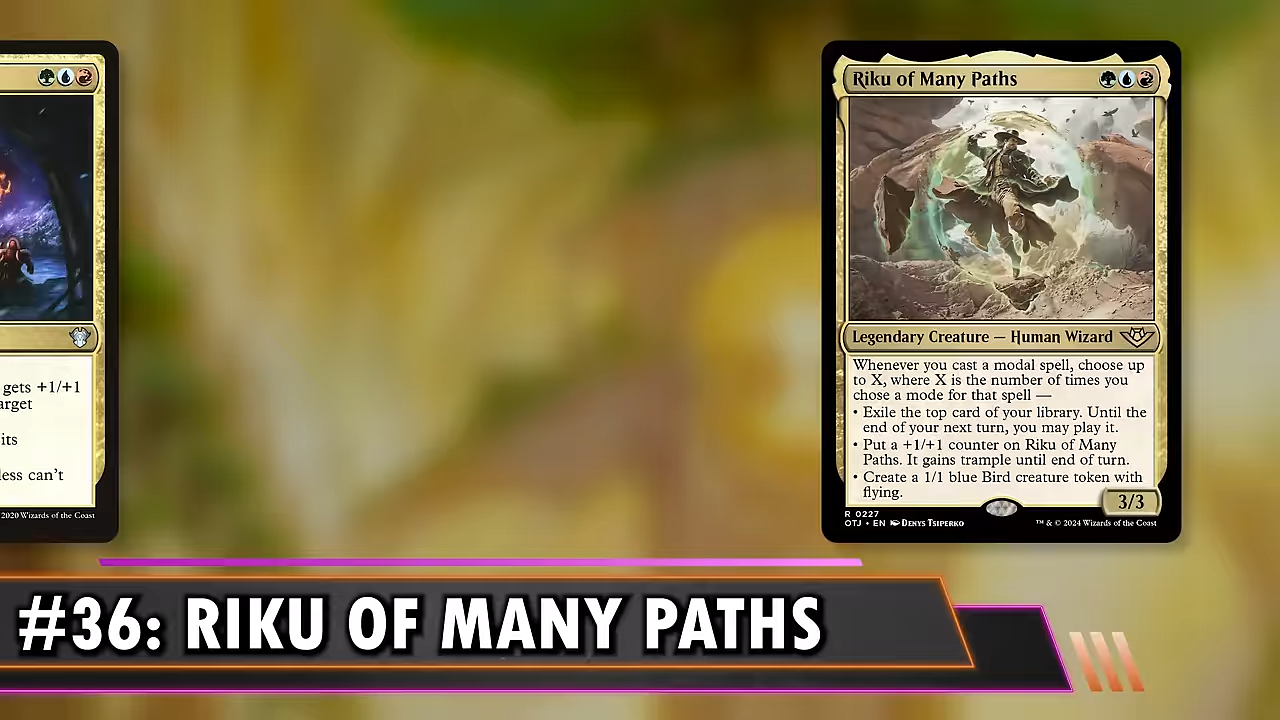 gets +1/+1
arget
its
less can't
2020 Wizards of the Coast
Riku of Many Paths
Legendary Creature — Human Wizard
Whenever you cast a modal spell, choose up
to X, where X is the number of times you
chose a mode for that spell —
• Exile the top card of your library. Until the
end of your next turn, you may play it.
• Put a +1/+1 counter on Riku of Many
Paths. It gains trample until end of turn.
• Create a 1/1 blue Bird creature token with
flying.
3/3
R 0227
OTJ • EN Denys Tsiperko
™ & © 2024 Wizards of the Coast
#36: RIKU OF MANY PATHS